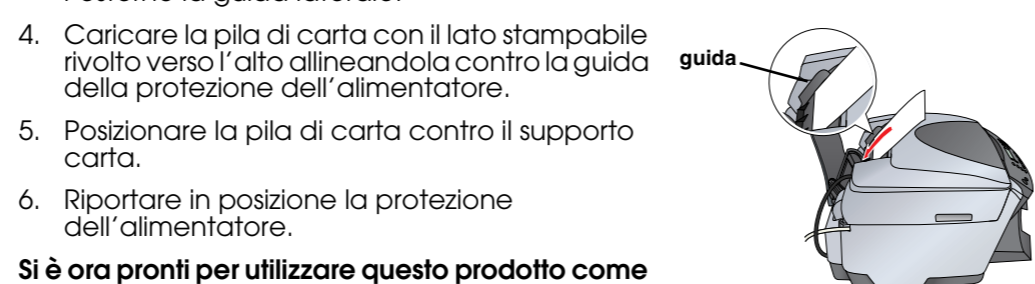 4. Caricare la pila di carta con il lato stampabile
rivolto verso l'alto allineandola contro la guida
della protezione dell'alimentatore.
guida
5. Posizionare la pila di carta contro il supporto
carta.
6. Riportare in posizione la protezione
dell'alimentatore.
Si è ora pronti per utilizzare questo prodotto come